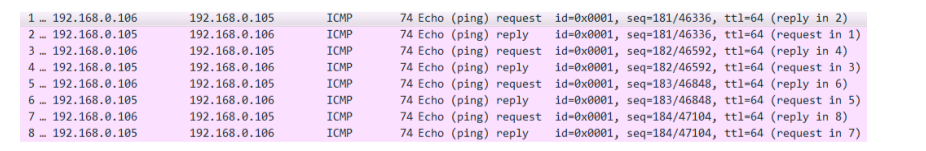 1 … 192.168.0.106 192.168.0.105 ICMP 74 Echo (ping) request id=0x0001, seq=181/46336, ttl=64 (reply in 2)
2 … 192.168.0.105 192.168.0.106 ICMP 74 Echo (ping) reply id=0x0001, seq=181/46336, ttl=64 (request in 1)
3 … 192.168.0.106 192.168.0.105 ICMP 74 Echo (ping) request id=0x0001, seq=182/46592, ttl=64 (reply in 4)
4 … 192.168.0.105 192.168.0.106 ICMP 74 Echo (ping) reply id=0x0001, seq=182/46592, ttl=64 (request in 3)
5 … 192.168.0.106 192.168.0.105 ICMP 74 Echo (ping) request id=0x0001, seq=183/46848, ttl=64 (reply in 6)
6 … 192.168.0.105 192.168.0.106 ICMP 74 Echo (ping) reply id=0x0001, seq=183/46848, ttl=64 (request in 5)
7 … 192.168.0.106 192.168.0.105 ICMP 74 Echo (ping) request id=0x0001, seq=184/47104, ttl=64 (reply in 8)
8 … 192.168.0.105 192.168.0.106 ICMP 74 Echo (ping) reply id=0x0001, seq=184/47104, ttl=64 (request in 7)